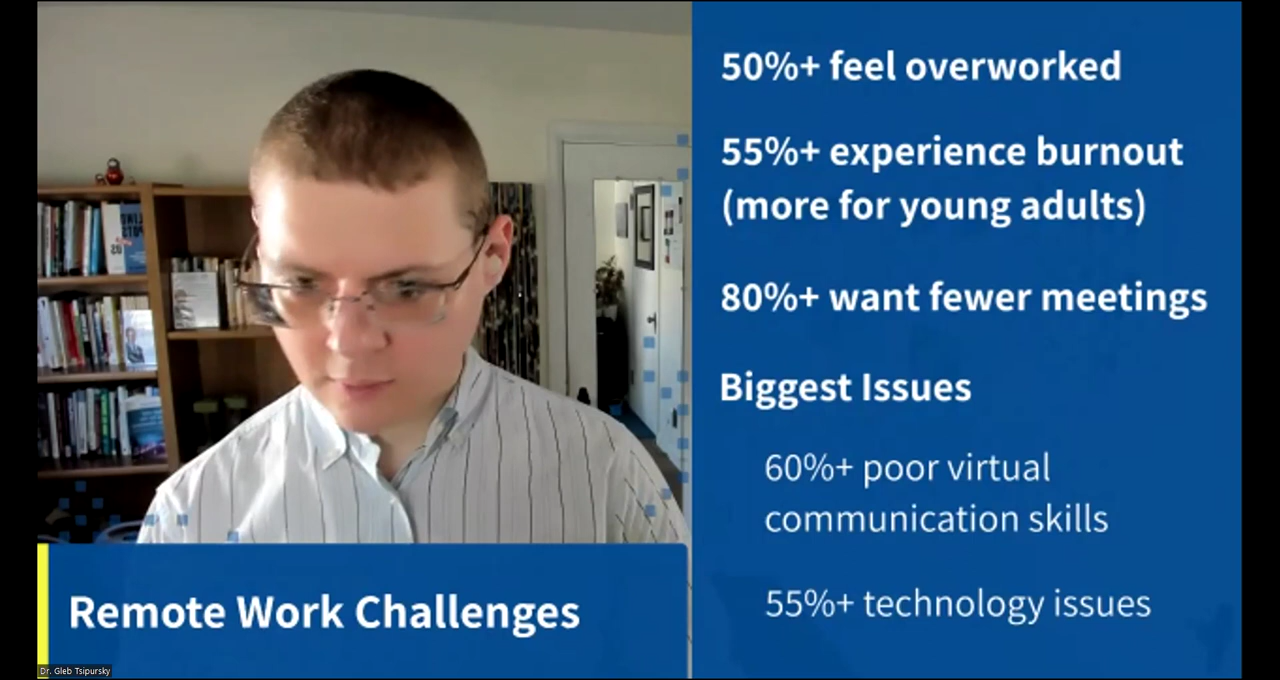 50%+ feel overworked
55%+ experience burnout
(more for young adults)
80%+ want fewer meetings
Biggest Issues
60%+ poor virtual
communication skills
55%+ technology issues
Remote Work Challenges
Dr. Gleb Tsipursky